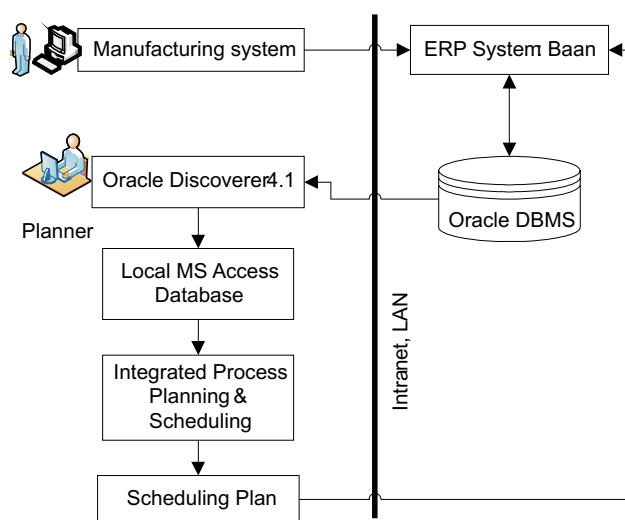 Manufacturing system
ERP System Baan
Oracle Discoverer4.1
Oracle DBMS
Planner
Local MS Access
Database
Intranet, LAN
Integrated Process
Planning &
Scheduling
Scheduling Plan